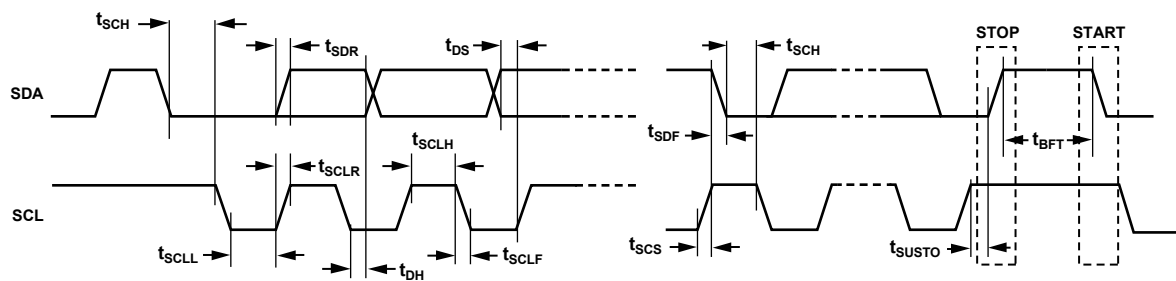 tSCH
tSDR
tDS
tSCH
STOP
START
SDA
tSDF
tBFT
tSCLR
tSCLH
SCL
tSCLL
tDH
tSCLF
tSCS
tSUSTO